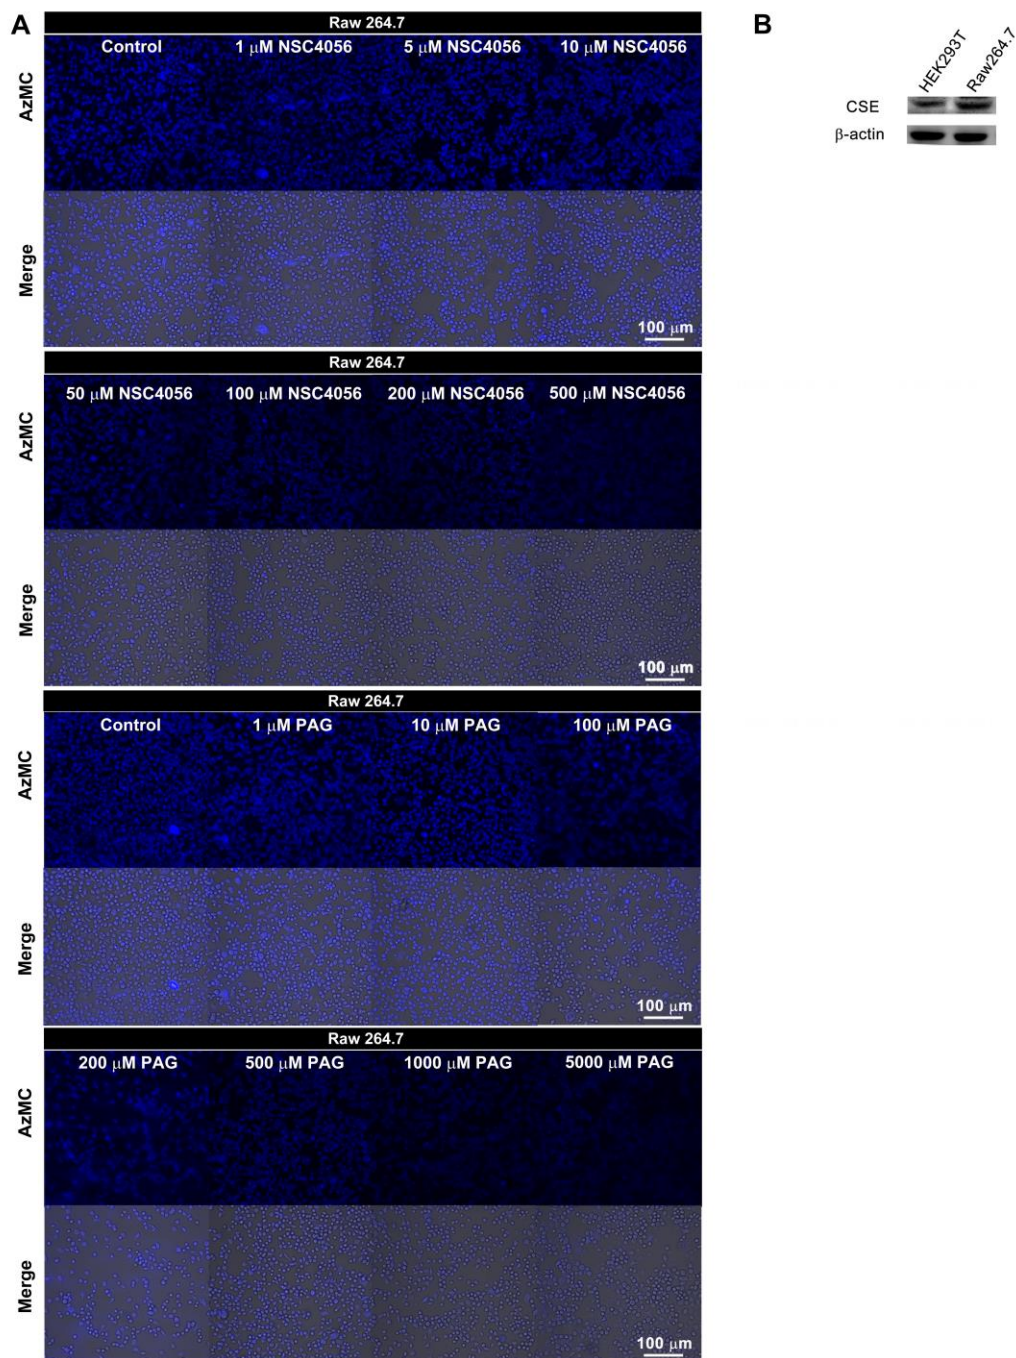 A
Raw 264.7
Control 1 μM NSC4056 5 μM NSC4056 10 μM NSC4056
AzMC
Merge
100 μm
Raw 264.7
50 μM NSC4056 100 μM NSC4056 200 μM NSC4056 500 μM NSC4056
AzMC
Merge
100 μm
Raw 264.7
Control 1 μM PAG 10 μM PAG 100 μM PAG
AzMC
Merge
100 μm
Raw 264.7
200 μM PAG 500 μM PAG 1000 μM PAG 5000 μM PAG
AzMC
Merge
100 μm
B
HEK293T Raw264.7
CSE
β-actin